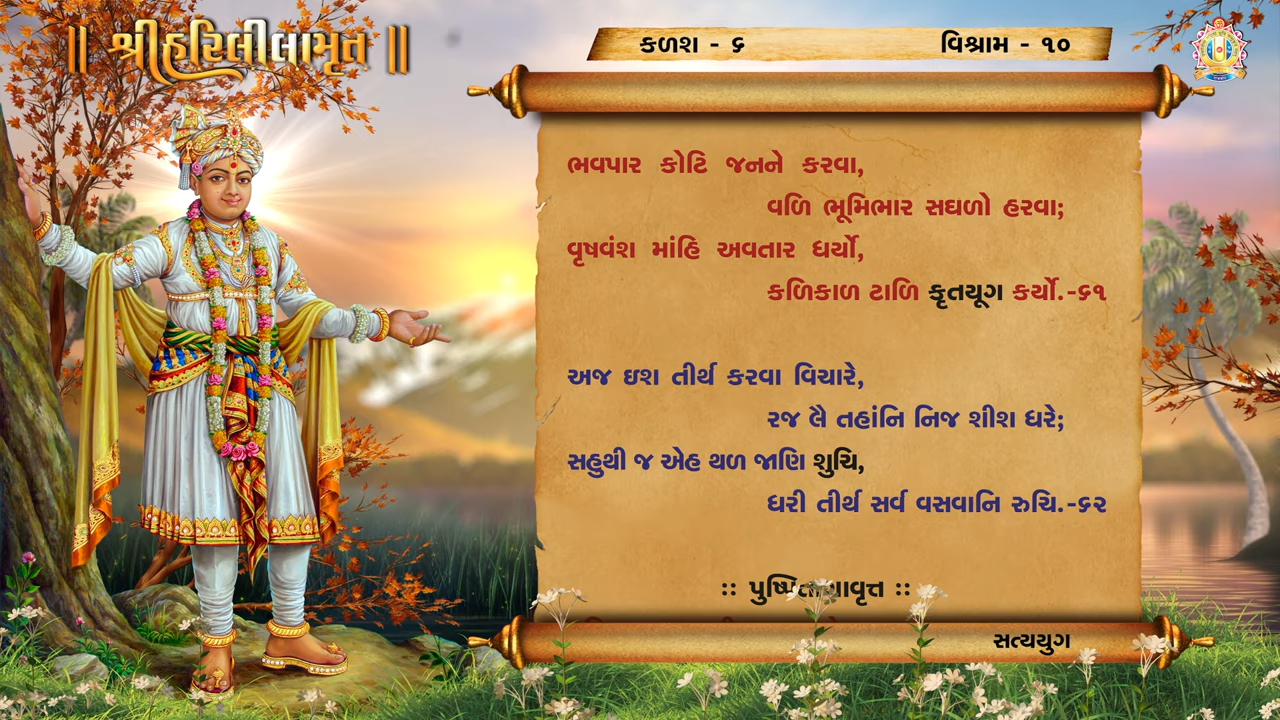 ॥ શ્રીહરિલીલામૃત ॥
કળશ - ૬
વિશ્રામ - ૧૦
ભવપાર કોટિ જનને કરવા,
વળિ ભૂમિભાર સઘળો હરવા;
વૃષવંશ માંહિ અવતાર ધર્યો,
કળિકાળ ટાળિ કૃતયૂગ કર્યો.-૬૧
અજ ઇશ તીર્થ કરવા વિચારે,
રજ લૈ તહાંનિ નિજ શીશ ધરે;
સહુથી જ એહ થળ જાણિ શુચિ,
ધરી તીર્થ સર્વ વસવાનિ રુચિ.-૬૨
:: પુષ્પિતાગ્રાવૃત્ત ::
સત્યયુગ